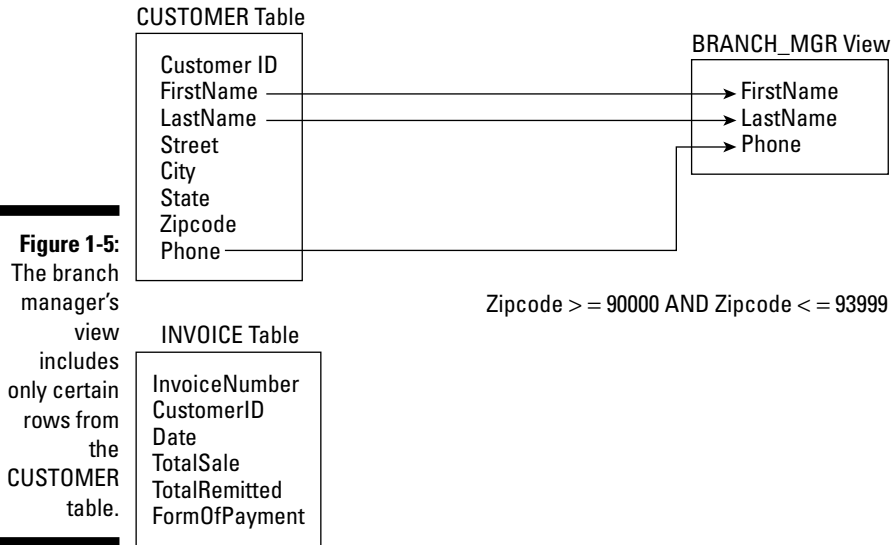 CUSTOMER Table
Customer ID
FirstName
LastName
Street
City
State
Zipcode
Phone
BRANCH_MGR View
FirstName
LastName
Phone
Zipcode > = 90000 AND Zipcode < = 93999
Figure 1-5:
The branch
manager's
view
includes
only certain
rows from
the
CUSTOMER
table.
INVOICE Table
InvoiceNumber
CustomerID
Date
TotalSale
TotalRemitted
FormOfPayment